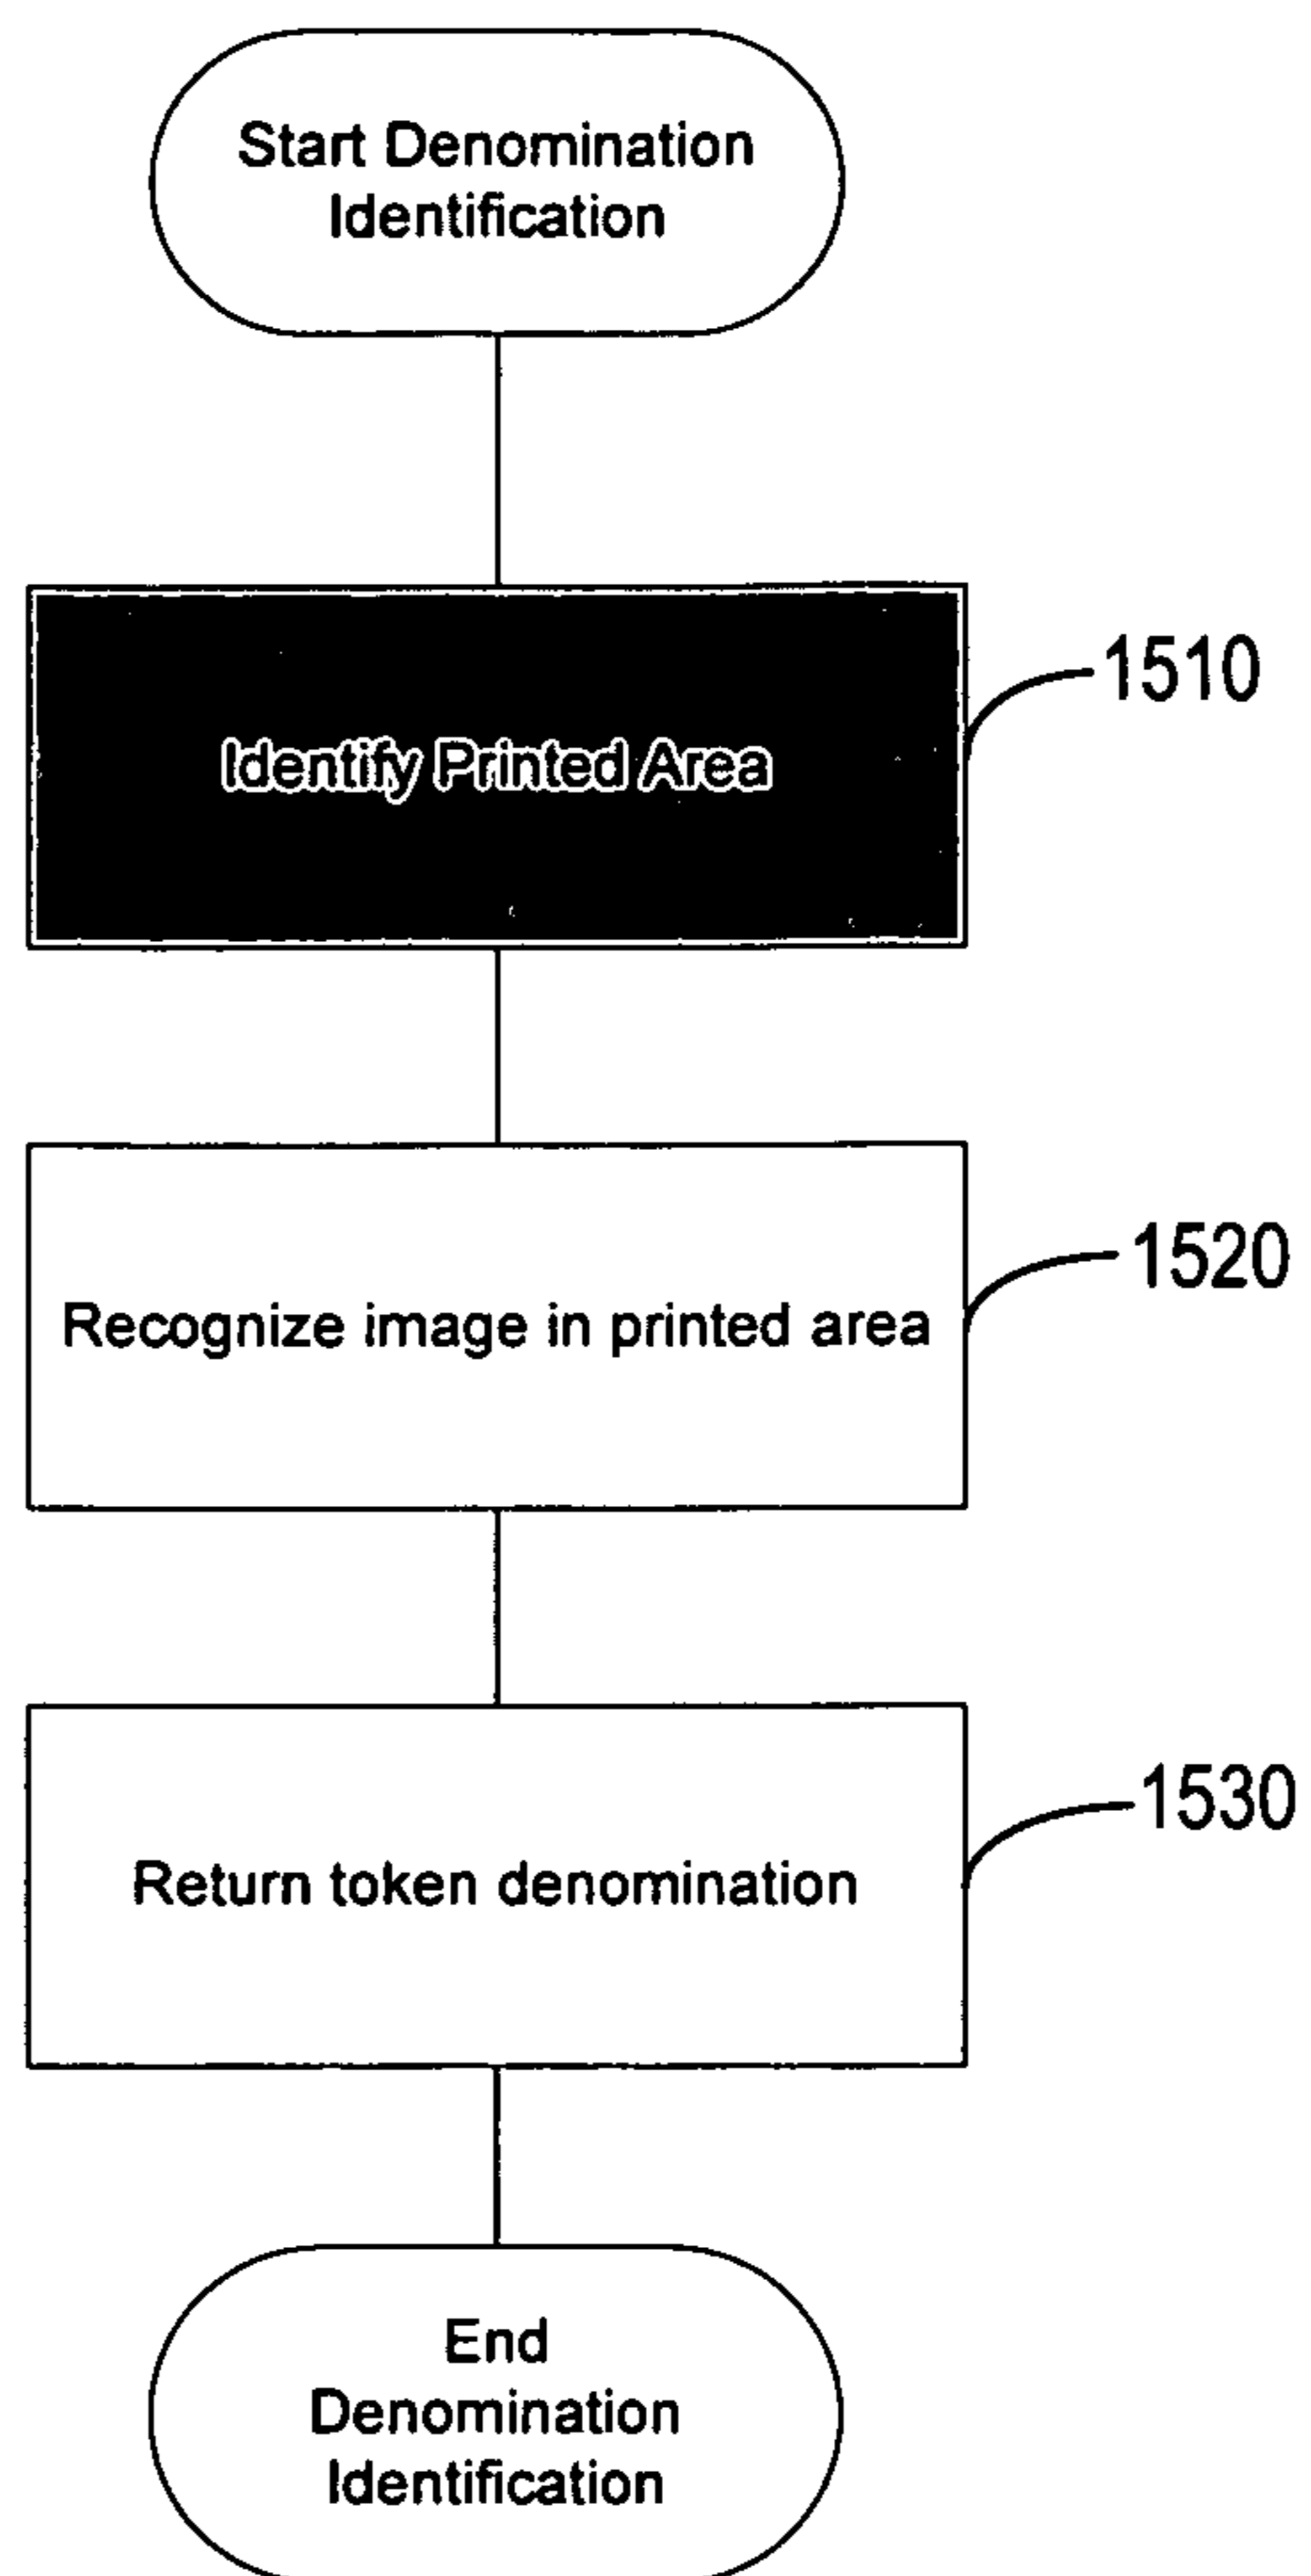 Start Denomination
Identification
Identify Printed Area
1510
Recognize image in printed area
1520
Return token denomination
1530
End
Denomination
Identification